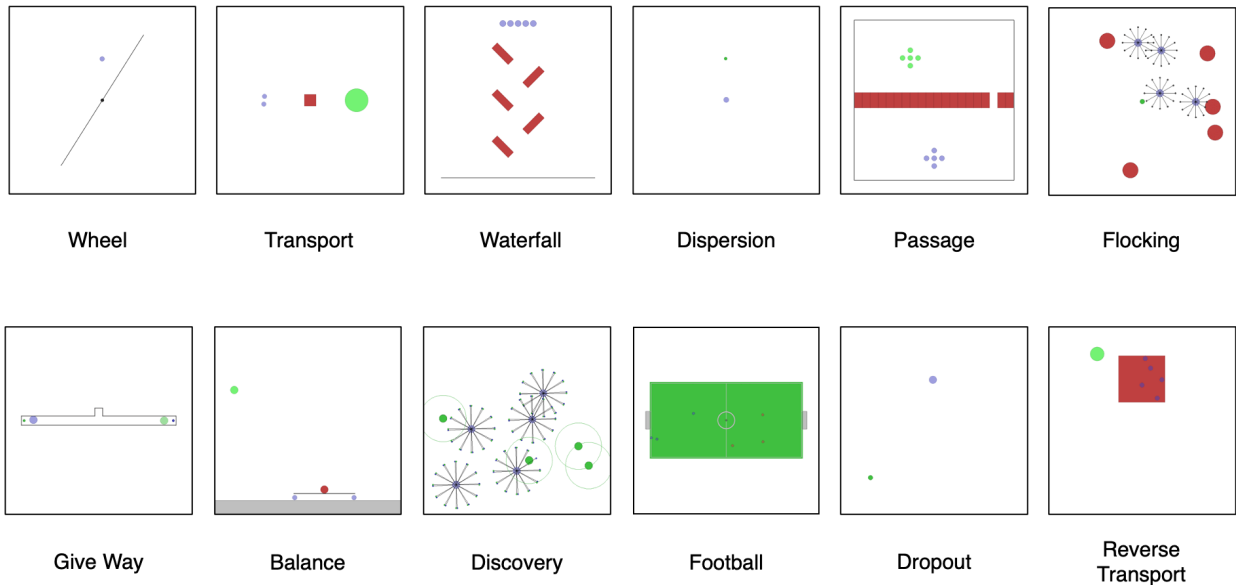 Wheel
Transport
Waterfall
Dispersion
Passage
Flocking
Give Way
Balance
Discovery
Football
Dropout
Reverse
Transport